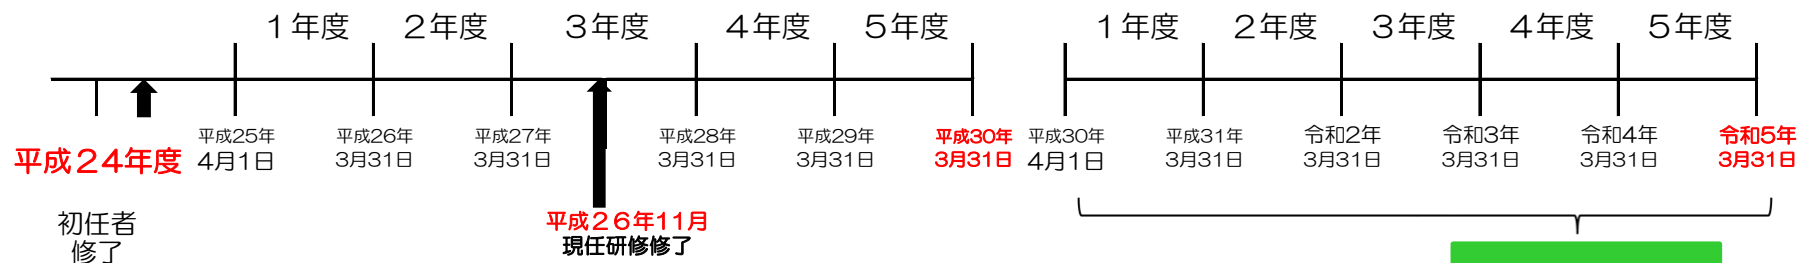 1年度 2年度 3年度 4年度 5年度 1年度 2年度 3年度 4年度 5年度
平成25年 平成26年 平成27年 平成28年 平成29年 平成30年 平成30年 平成31年 令和2年 令和3年 令和4年 令和5年
平成24年度 4月1日 3月31日 3月31日 3月31日 3月31日 3月31日 4月1日 3月31日 3月31日 3月31日 3月31日 3月31日
初任者
修了
平成26年11月
現任研修修了